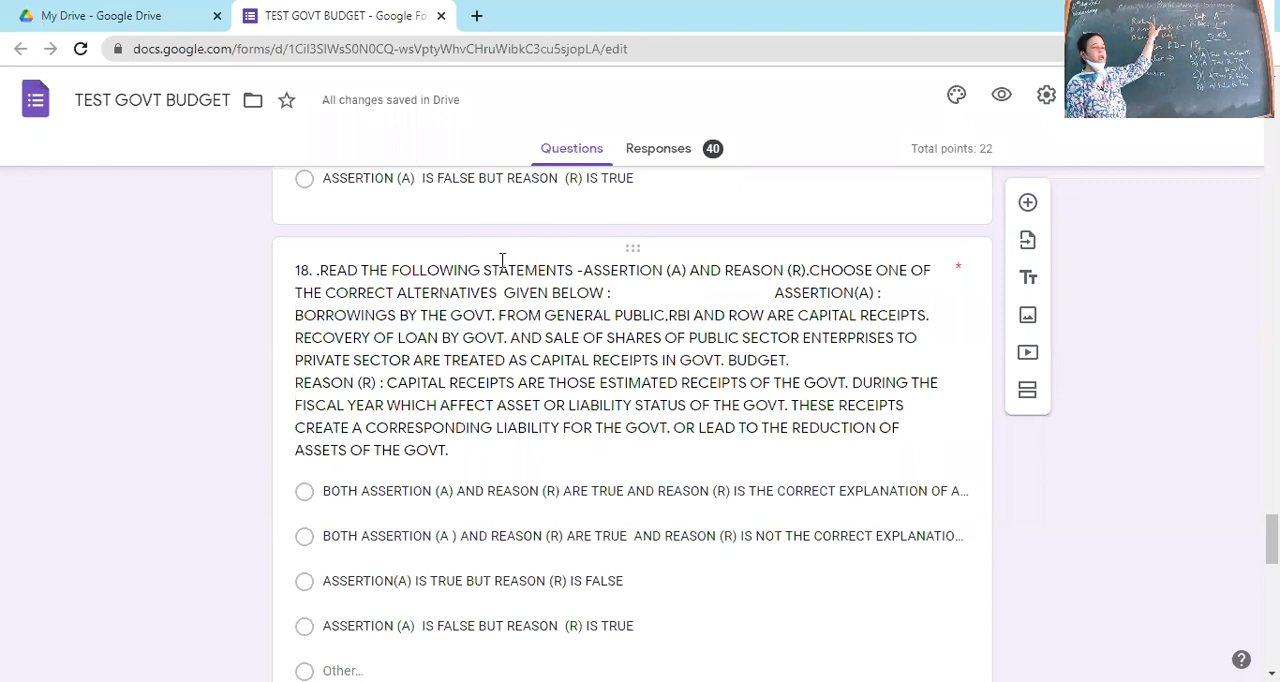 My Drive - Google Drive
TEST GOVT BUDGET - Google Fo
docs.google.com/forms/d/1Cil3SlWsS0N0CQ-wsVptyWhvCHruWibkC3cu5sjopLA/edit
TEST GOVT BUDGET
All changes saved in Drive
Questions
Responses 40
Total points: 22
ASSERTION (A) IS FALSE BUT REASON (R) IS TRUE
18. .READ THE FOLLOWING STATEMENTS -ASSERTION (A) AND REASON (R).CHOOSE ONE OF *
THE CORRECT ALTERNATIVES GIVEN BELOW : ASSERTION(A) :
BORROWINGS BY THE GOVT. FROM GENERAL PUBLIC,RBI AND ROW ARE CAPITAL RECEIPTS.
RECOVERY OF LOAN BY GOVT. AND SALE OF SHARES OF PUBLIC SECTOR ENTERPRISES TO
PRIVATE SECTOR ARE TREATED AS CAPITAL RECEIPTS IN GOVT. BUDGET.
REASON (R) : CAPITAL RECEIPTS ARE THOSE ESTIMATED RECEIPTS OF THE GOVT. DURING THE
FISCAL YEAR WHICH AFFECT ASSET OR LIABILITY STATUS OF THE GOVT. THESE RECEIPTS
CREATE A CORRESPONDING LIABILITY FOR THE GOVT. OR LEAD TO THE REDUCTION OF
ASSETS OF THE GOVT.
BOTH ASSERTION (A) AND REASON (R) ARE TRUE AND REASON (R) IS THE CORRECT EXPLANATION OF A...
BOTH ASSERTION (A ) AND REASON (R) ARE TRUE AND REASON (R) IS NOT THE CORRECT EXPLANATIO...
ASSERTION(A) IS TRUE BUT REASON (R) IS FALSE
ASSERTION (A) IS FALSE BUT REASON (R) IS TRUE
Other...